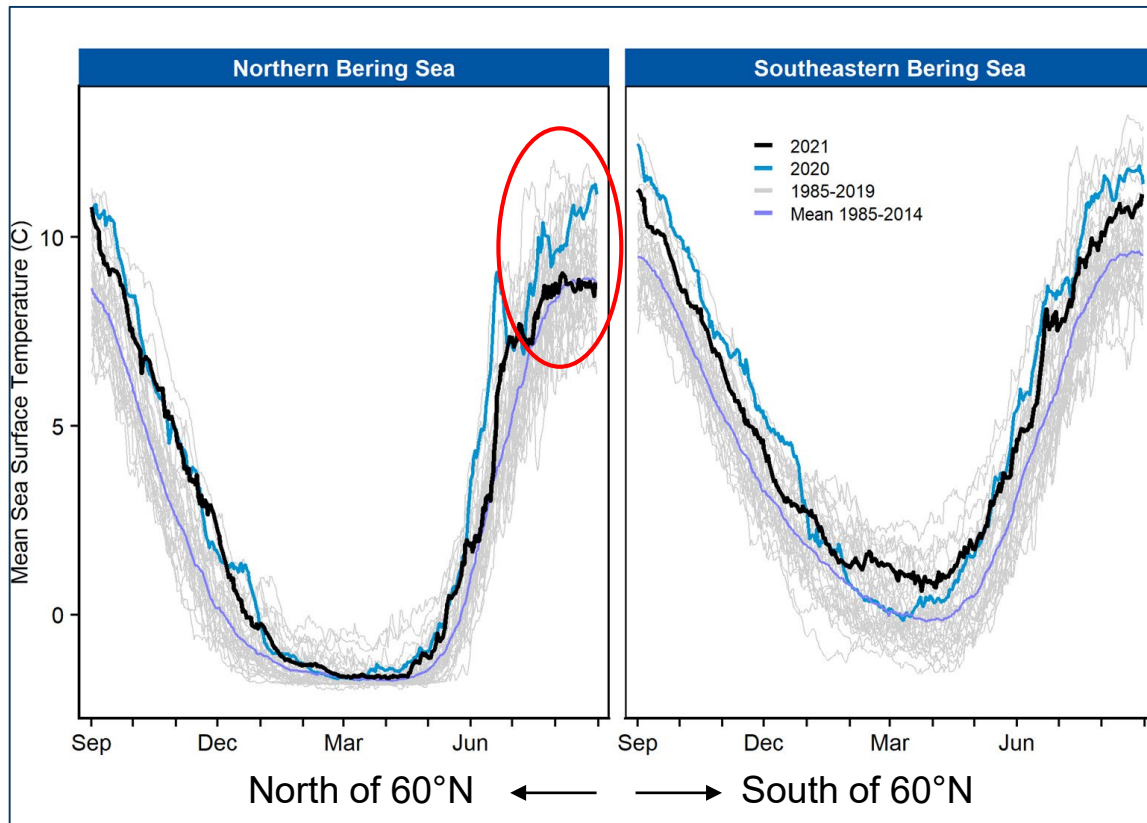 Northern Bering Sea
Southeastern Bering Sea
2021
2020
1985-2019
Mean 1985-2014
Mean Sea Surface Temperature (C)
10
5
0
Sep Dec Mar Jun
Sep Dec Mar Jun
North of 60°N ← → South of 60°N